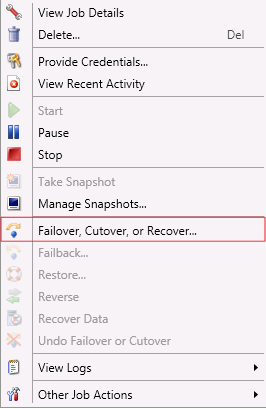 View Job Details
Delete... Del
Provide Credentials...
View Recent Activity
Start
Pause
Stop
Take Snapshot
Manage Snapshots...
Failover, Cutover, or Recover...
Failback...
Restore...
Reverse
Recover Data
Undo Failover or Cutover
View Logs
Other Job Actions